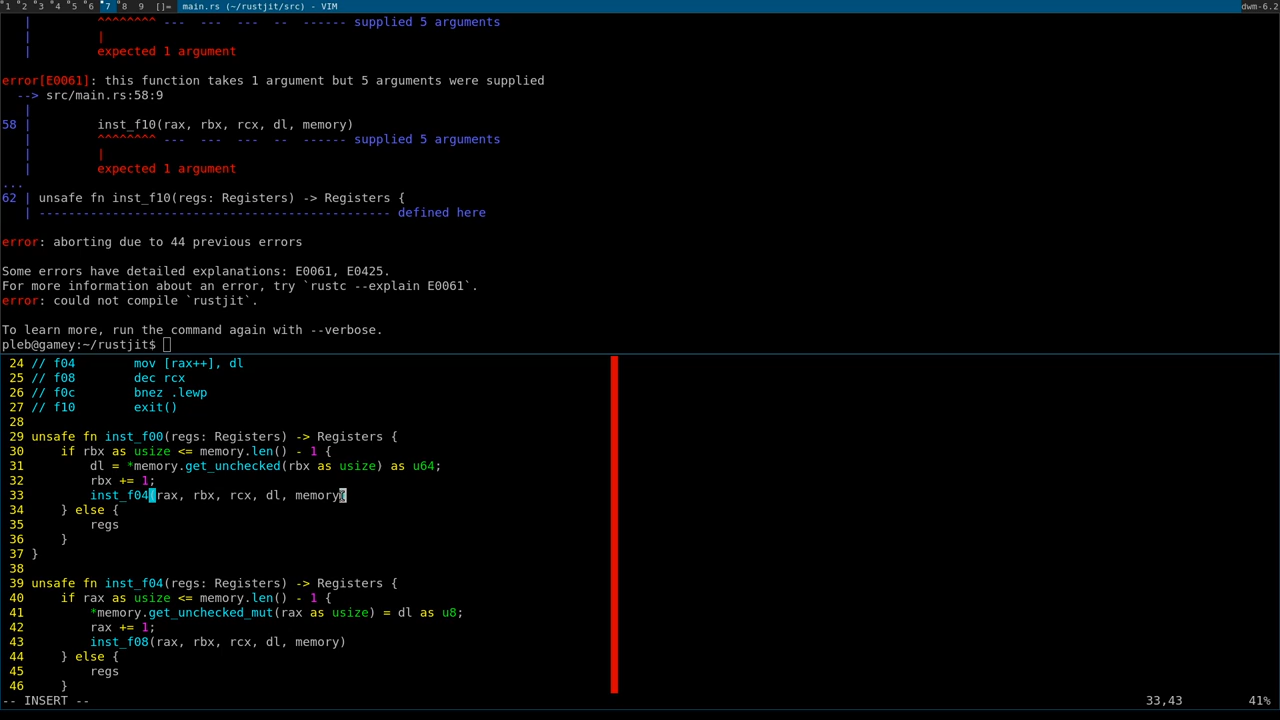 1 2 3 4 5 6 7 8 9 []= main.rs (~/rustjit/src) - VIM dwm-6.2
| ^^^^^^^^ --- --- --- -- ------ supplied 5 arguments
| |
| expected 1 argument
error[E0061]: this function takes 1 argument but 5 arguments were supplied
--> src/main.rs:58:9
|
58 | inst_f10(rax, rbx, rcx, dl, memory)
| ^^^^^^^^ --- --- --- -- ------ supplied 5 arguments
| |
| expected 1 argument
...
62 | unsafe fn inst_f10(regs: Registers) -> Registers {
| ------------------------------------------------ defined here
error: aborting due to 44 previous errors
Some errors have detailed explanations: E0061, E0425.
For more information about an error, try `rustc --explain E0061`.
error: could not compile `rustjit`.
To learn more, run the command again with --verbose.
pleb@gamey:~/rustjit$
24 // f04        mov [rax++], dl
25 // f08        dec rcx
26 // f0c        bnez .lewp
27 // f10        exit()
28
29 unsafe fn inst_f00(regs: Registers) -> Registers {
30     if rbx as usize <= memory.len() - 1 {
31         dl = *memory.get_unchecked(rbx as usize) as u64;
32         rbx += 1;
33         inst_f04(rax, rbx, rcx, dl, memory)
34     } else {
35         regs
36     }
37 }
38
39 unsafe fn inst_f04(regs: Registers) -> Registers {
40     if rax as usize <= memory.len() - 1 {
41         *memory.get_unchecked_mut(rax as usize) = dl as u8;
42         rax += 1;
43         inst_f08(rax, rbx, rcx, dl, memory)
44     } else {
45         regs
46     }
-- INSERT -- 33,43 41%